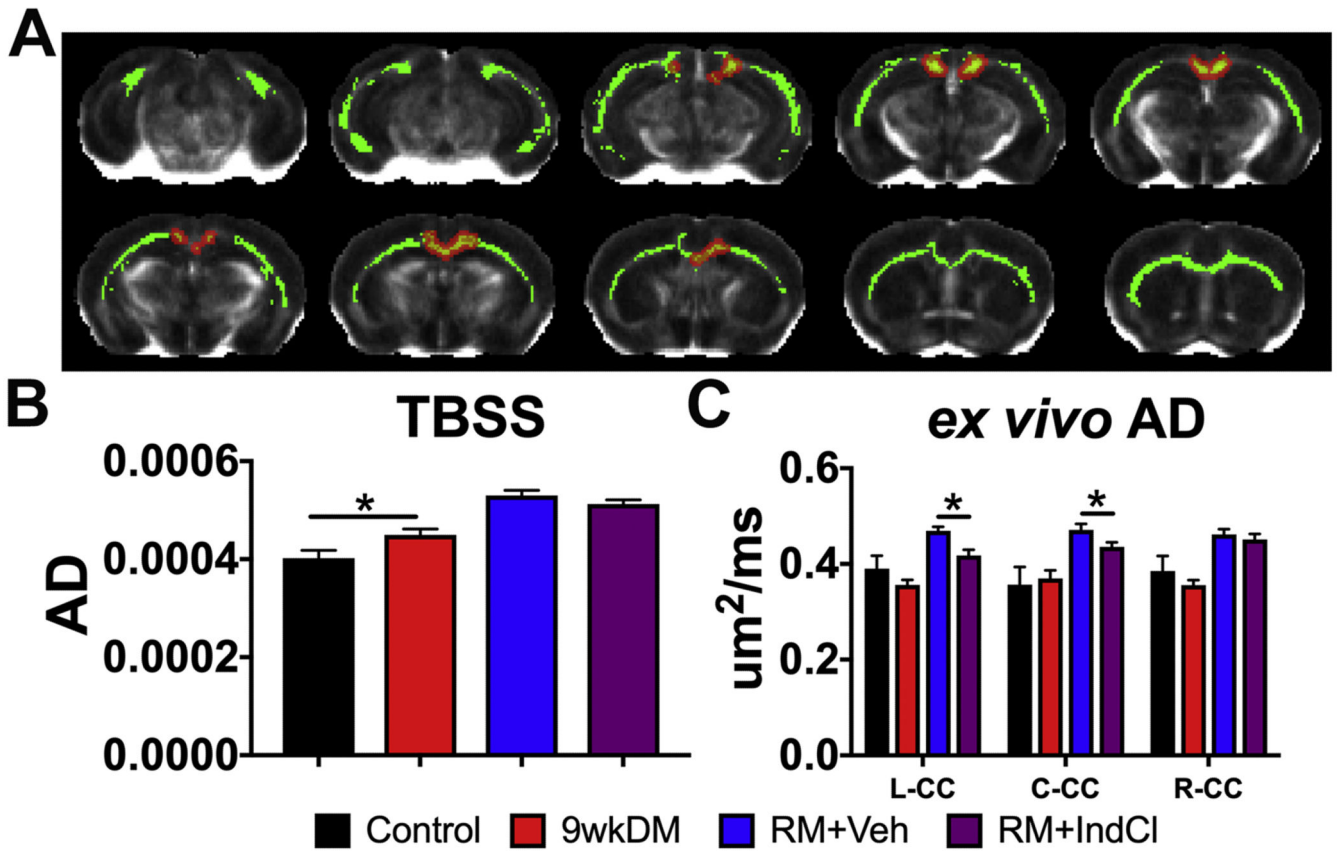 A
B
TBSS
0.0006
0.0004
0.0002
0.0000
AD
*
C
ex vivo AD
0.6
0.4
0.2
0.0
um²/ms
* *
L-CC C-CC R-CC
Control 9wkDM RM+Veh RM+IndCl